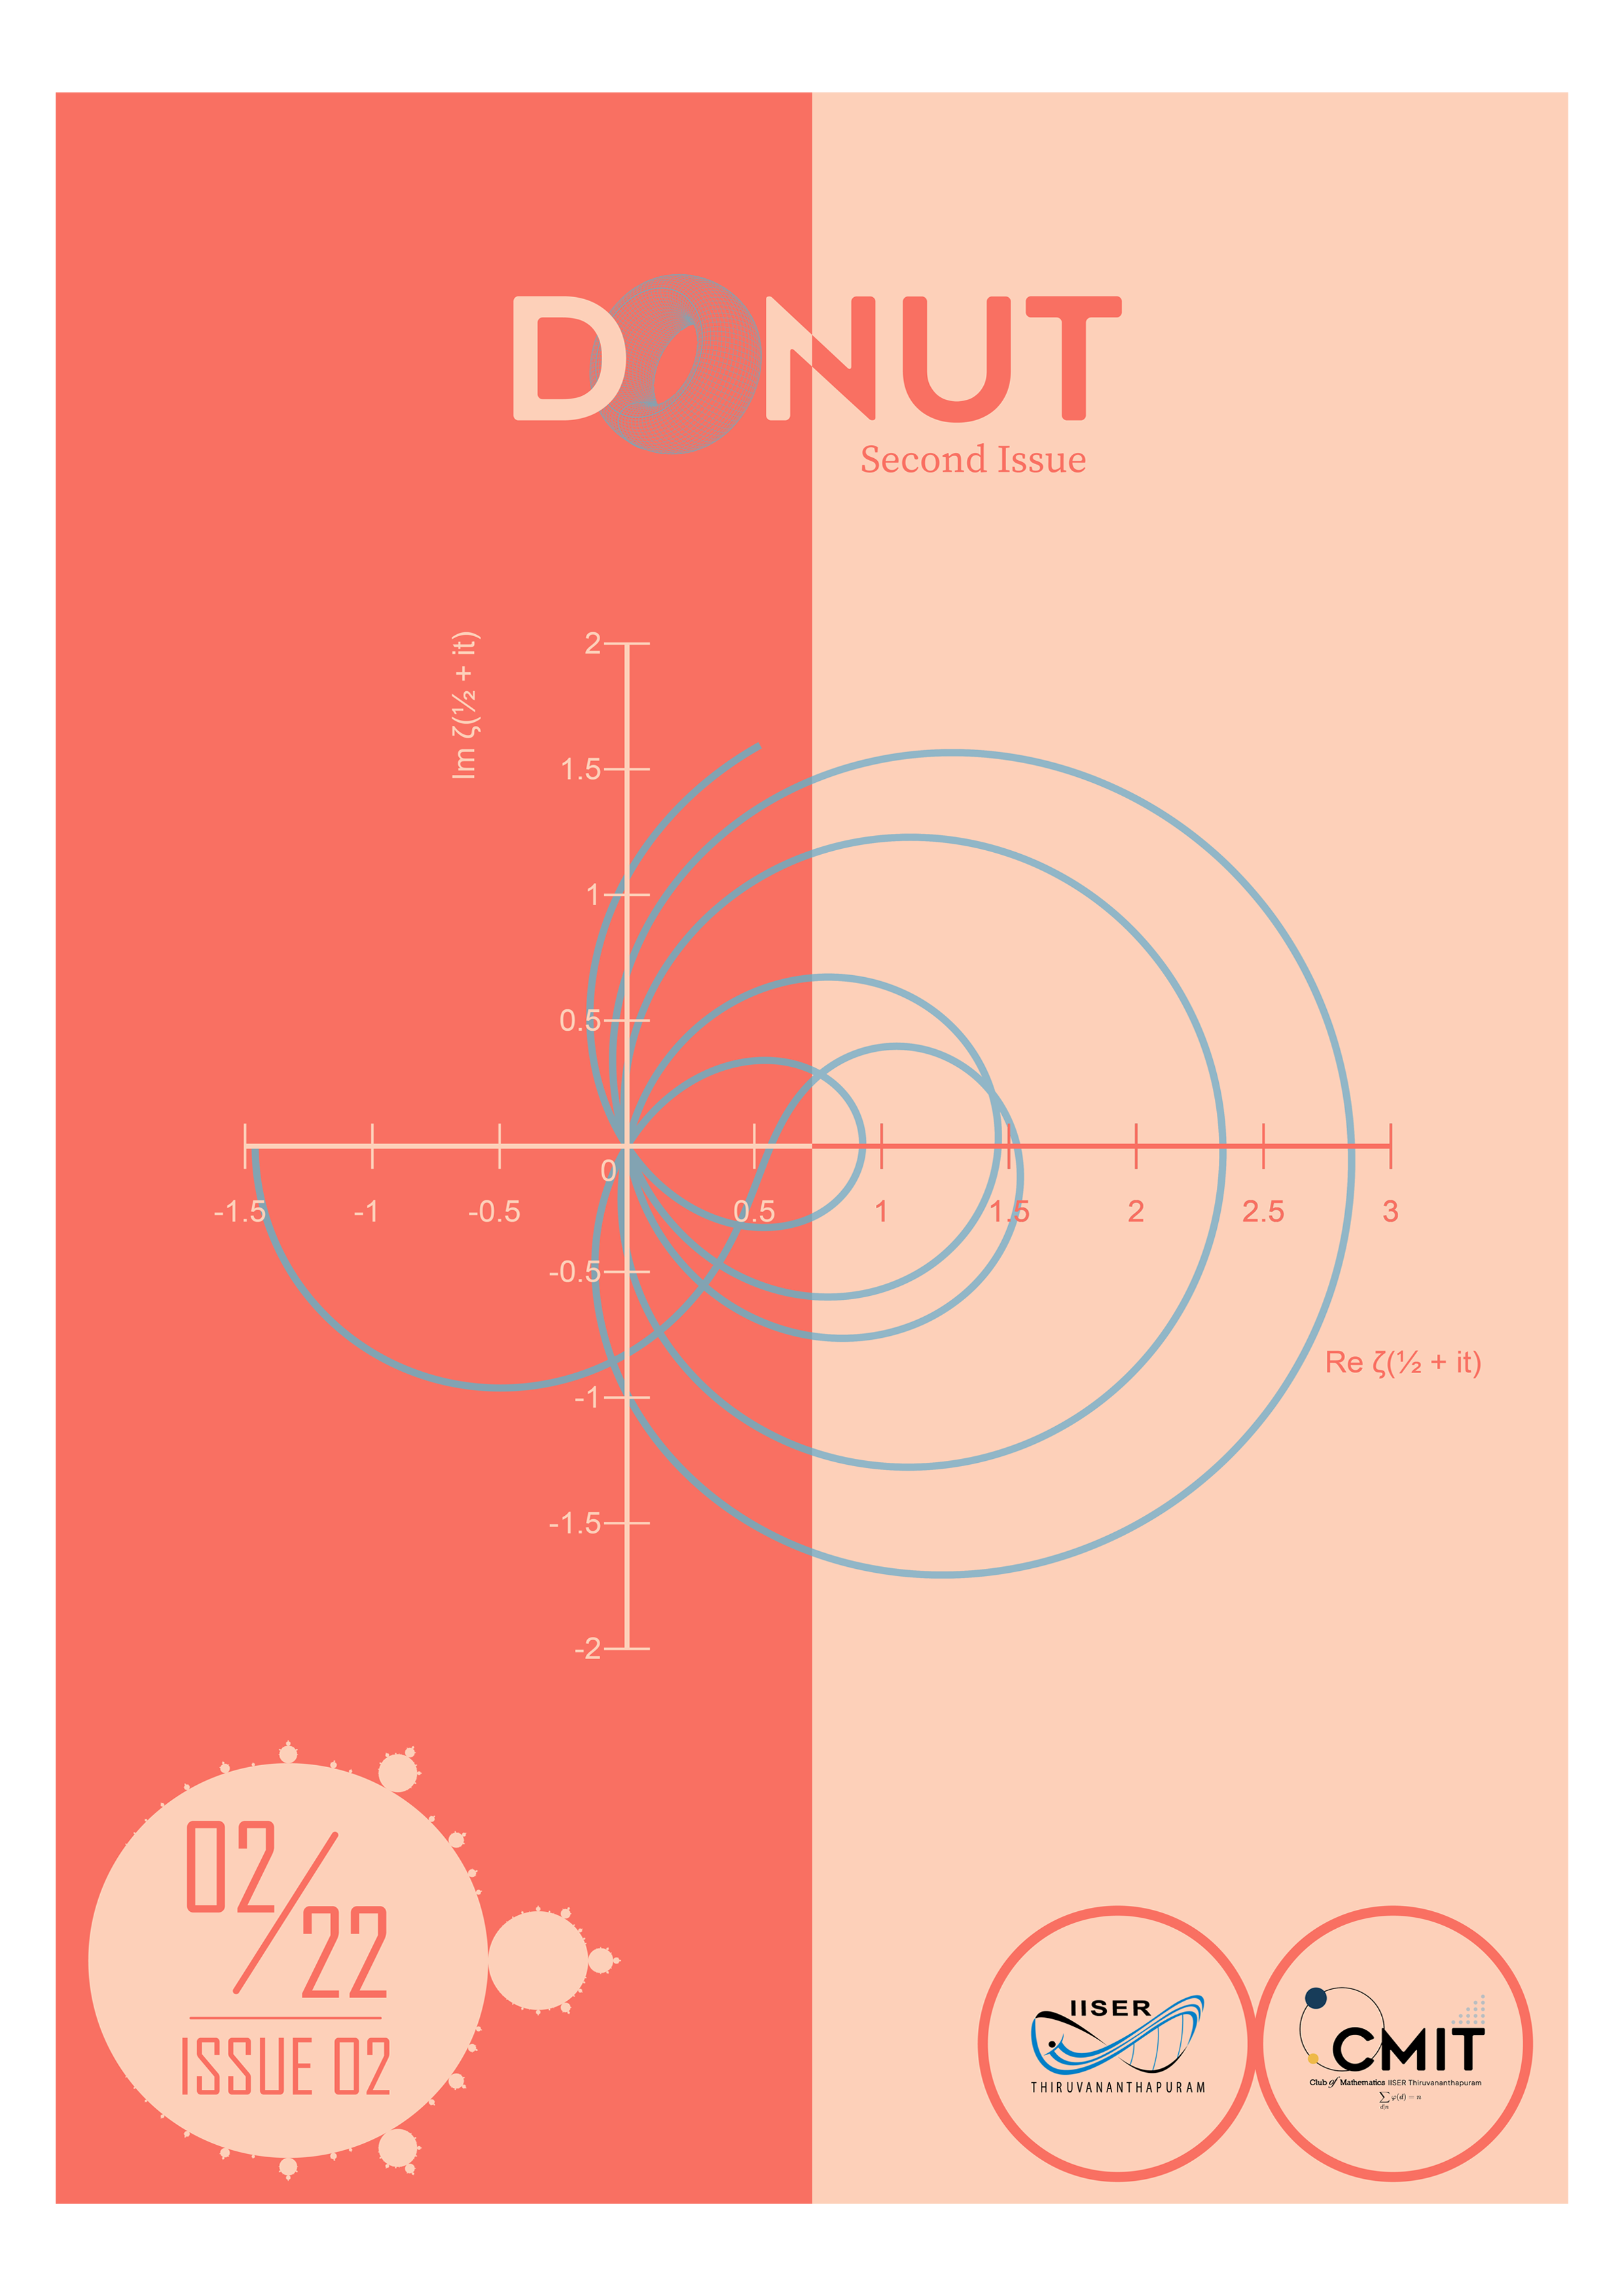 DONUT
Second Issue
Im ζ(½ + it)
2
1.5
1
0.5
0
-1.5 -1 -0.5 0.5 1 1.5 2 2.5 3
-0.5
Re ζ(½ + it)
-1
-1.5
-2
02/22
ISSUE 02
IISER
THIRUVANANTHAPURAM
CMIT
Club of Mathematics IISER Thiruvananthapuram
∑ φ(d) = n
d|n